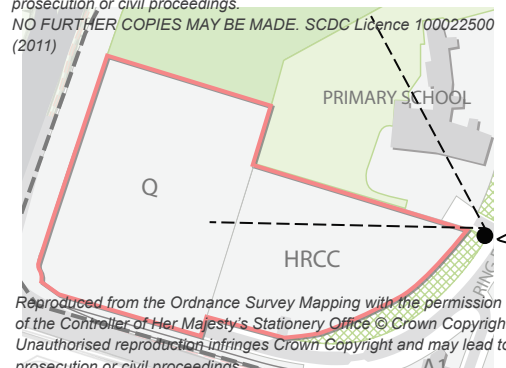 prosecution or civil proceedings.
NO FURTHER COPIES MAY BE MADE. SCDC Licence 100022500
(2011)
PRIMARY SCHOOL
Q
HRCC
Reproduced from the Ordnance Survey Mapping with the permission
of the Controller of Her Majesty's Stationery Office © Crown Copyrigh
Unauthorised reproduction infringes Crown Copyright and may lead to
prosecution or civil proceedings.
A1